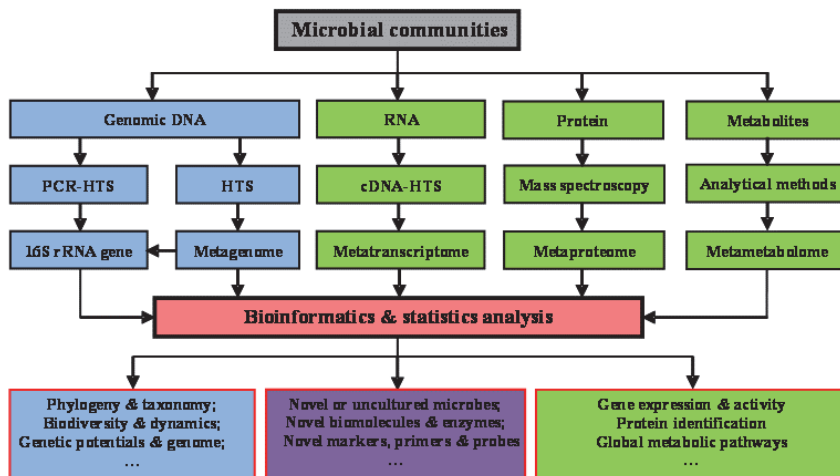 Microbial communities
Genomic DNA
RNA
Protein
Metabolites
PCR-HTS
HTS
cDNA-HTS
Mass spectroscopy
Analytical methods
16S rRNA gene
Metagenome
Metatranscriptome
Metaproteome
Metametabolome
Bioinformatics & statistics analysis
Phylogeny & taxonomy;
Biodiversity & dynamics;
Genetic potentials & genome;
...
Novel or uncultured microbes;
Novel biomolecules & enzymes;
Novel markers, primers & probes
...
Gene expression & activity
Protein identification
Global metabolic pathways
...